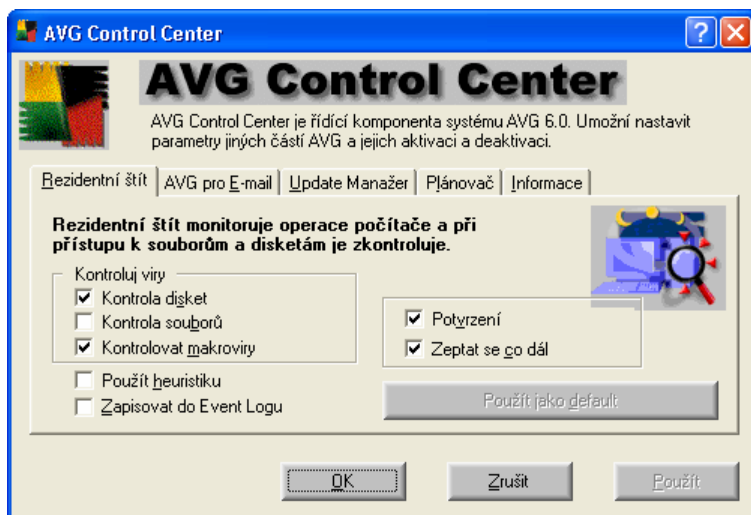 AVG Control Center
AVG Control Center
AVG Control Center je řídící komponenta systému AVG 6.0. Umožní nastavit
parametry jiných částí AVG a jejich aktivaci a deaktivaci.
Rezidentní štít
AVG pro E-mail
Update Manažer
Plánovač
Informace
Rezidentní štít monitoruje operace počítače a při
přístupu k souborům a disketám je zkontroluje.
Kontroluj viry
Kontrola disket
Kontrola souborů
Kontrolovat makroviry
Použít heuristiku
Zapisovat do Event Logu
Potvrzení
Zeptat se co dál
Použít jako default
OK
Zrušit
Použít